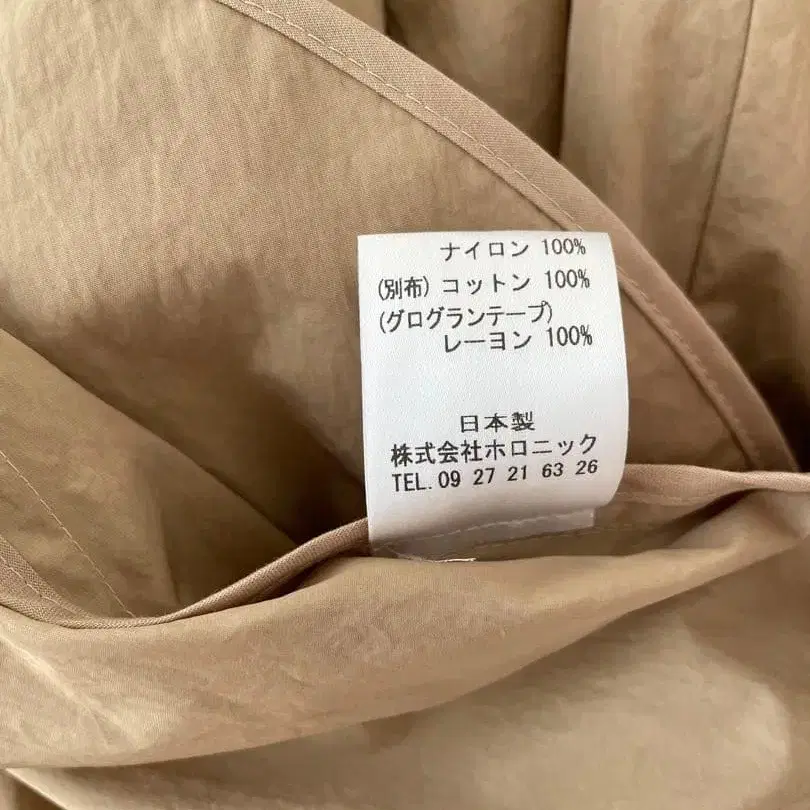 ナイロン 100%
(別布) コットン 100%
(グログランテープ)
レーヨン 100%
日本製
株式会社ホロニック
TEL.09 27 21 63 26